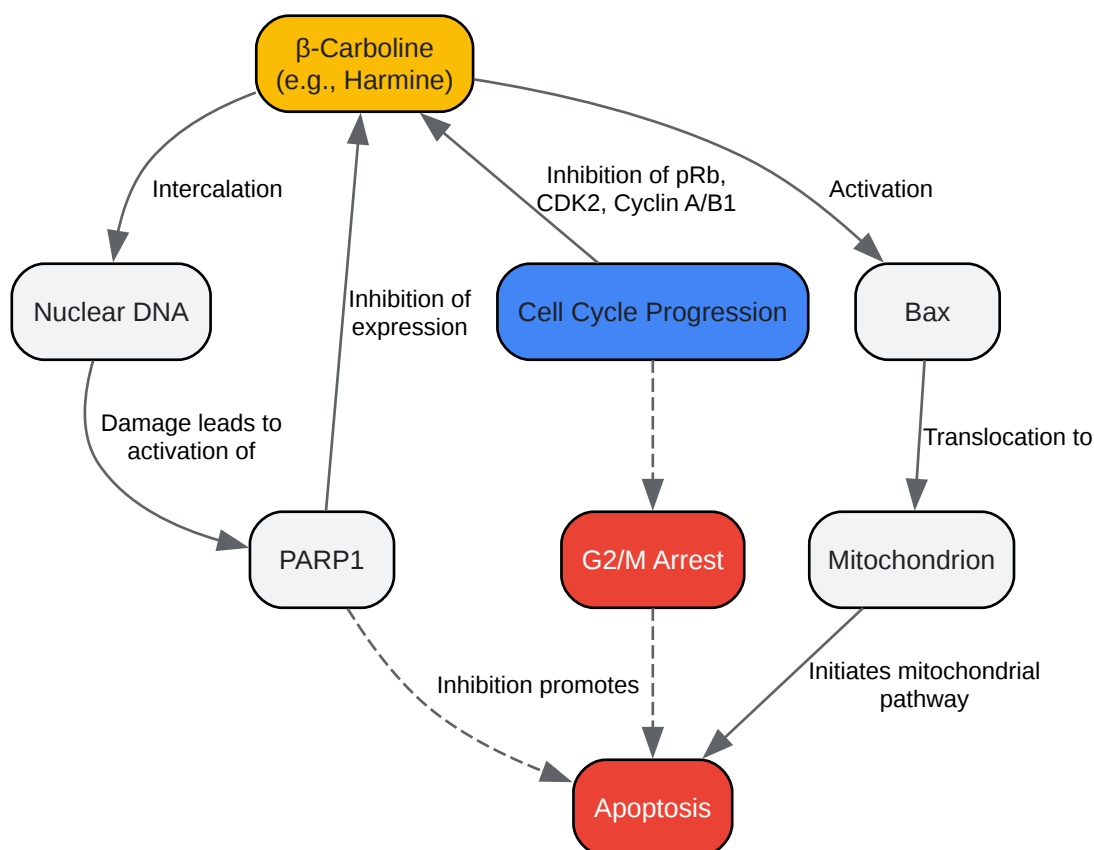 β-Carboline
(e.g., Harmine)
Intercalation
Inhibition of pRb,
CDK2, Cyclin A/B1
Activation
Nuclear DNA
Inhibition of
expression
Cell Cycle Progression
Bax
Damage leads to
activation of
Translocation to
PARP1
G2/M Arrest
Mitochondrion
Inhibition promotes
Initiates mitochondrial
pathway
Apoptosis